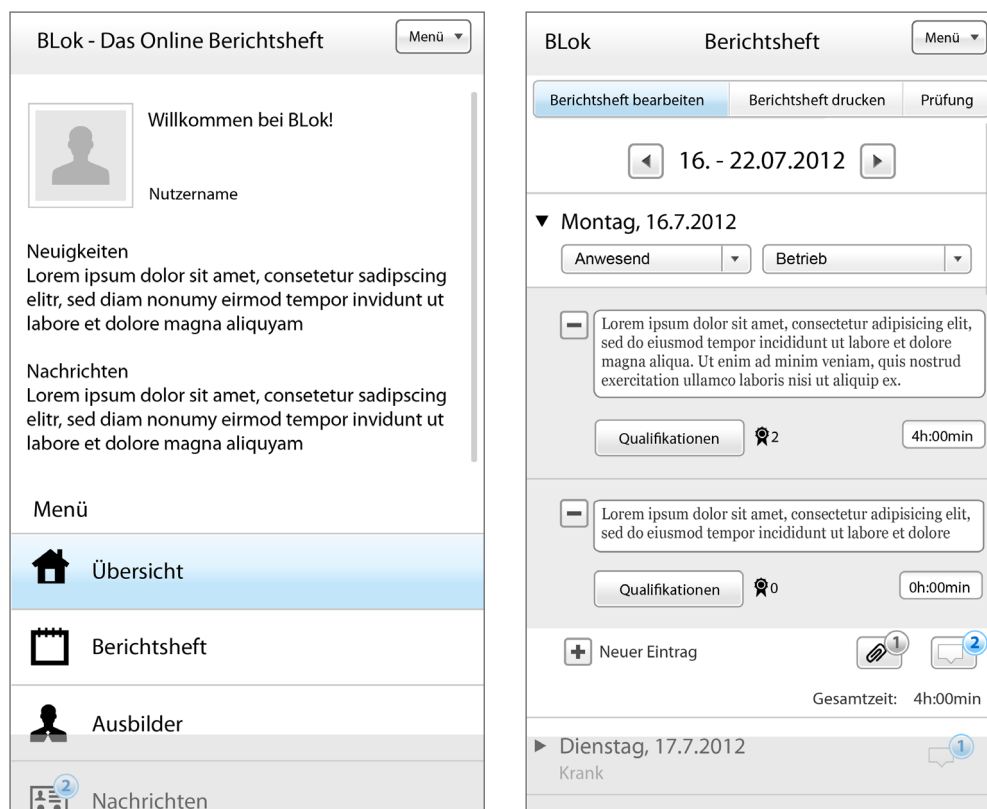 BLok - Das Online Berichtsheft
Menü
Willkommen bei BLok!
Nutzername
Neuigkeiten
Lorem ipsum dolor sit amet, consetetur sadipscing
elitr, sed diam nonumy eirmod tempor invidunt ut
labore et dolore magna aliquyam
Nachrichten
Lorem ipsum dolor sit amet, consetetur sadipscing
elitr, sed diam nonumy eirmod tempor invidunt ut
labore et dolore magna aliquyam
Menü
Übersicht
Berichtsheft
Ausbilder
2
Nachrichten
BLok
Berichtsheft
Menü
Berichtsheft bearbeiten
Berichtsheft drucken
Prüfung
16. - 22.07.2012
Montag, 16.7.2012
Anwesend
Betrieb
Lorem ipsum dolor sit amet, consectetur adipisicing elit,
sed do eiusmod tempor incididunt ut labore et dolore
magna aliqua. Ut enim ad minim veniam, quis nostrud
exercitation ullamco laboris nisi ut aliquip ex.
Qualifikationen
2
4h:00min
Lorem ipsum dolor sit amet, consectetur adipisicing elit,
sed do eiusmod tempor incididunt ut labore et dolore
Qualifikationen
0
0h:00min
Neuer Eintrag
1
2
Gesamtzeit: 4h:00min
Dienstag, 17.7.2012
1
Krank